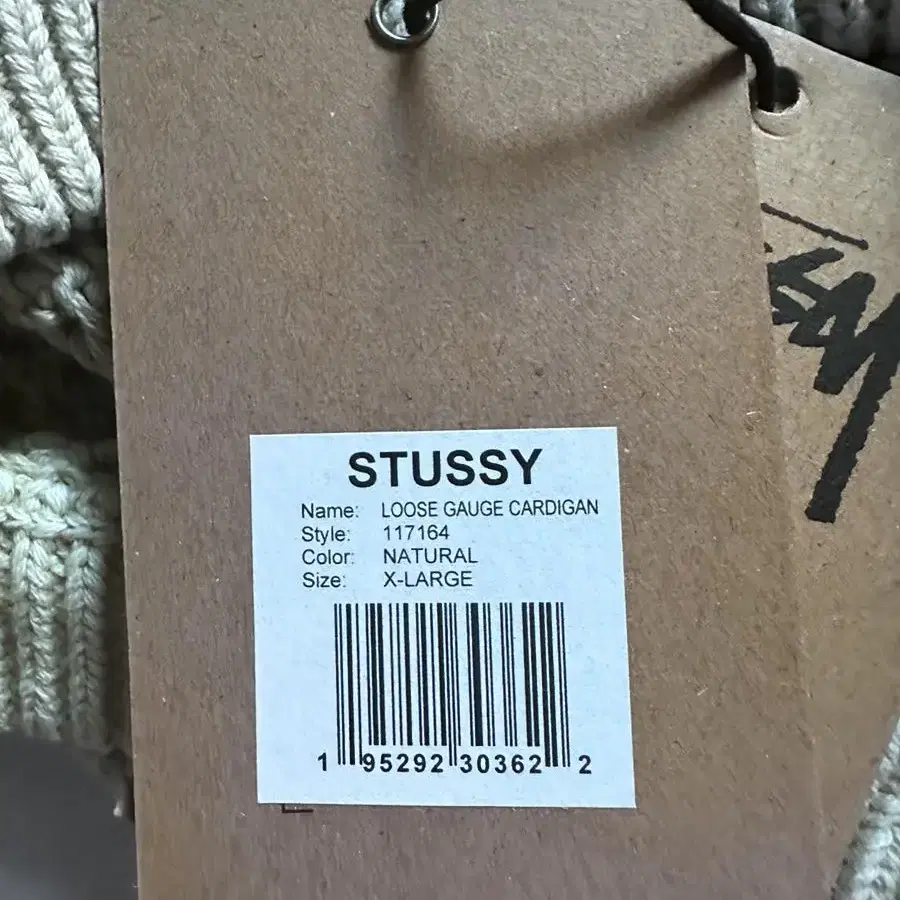 STUSSY
Name: LOOSE GAUGE CARDIGAN
Style: 117164
Color: NATURAL
Size: X-LARGE
1 95292 30362 2